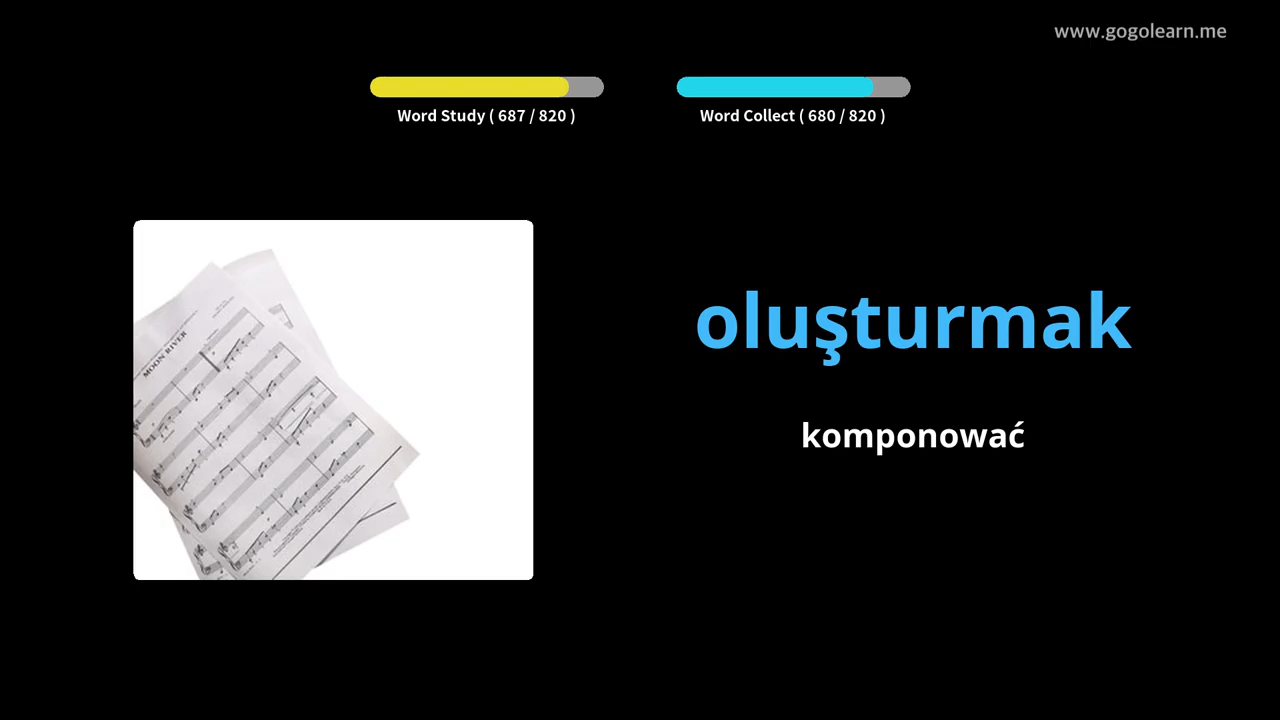 www.gogolearn.me
Word Study ( 687 / 820 )
Word Collect ( 680 / 820 )
MOON RIVER
oluşturmak
komponować